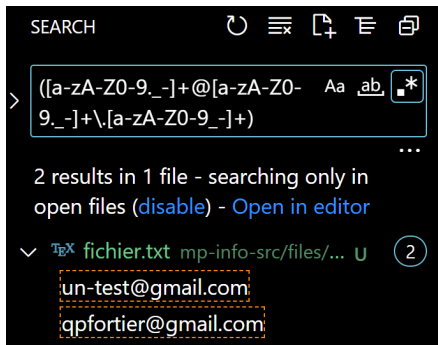 SEARCH
([a-zA-Z0-9._-]+@[a-zA-Z0-
9._-]+\.[a-zA-Z0-9_-]+)
Aa ab .*
2 results in 1 file - searching only in
open files (disable) - Open in editor
TEX fichier.txt mp-info-src/files/... U 2
un-test@gmail.com
qpfortier@gmail.com